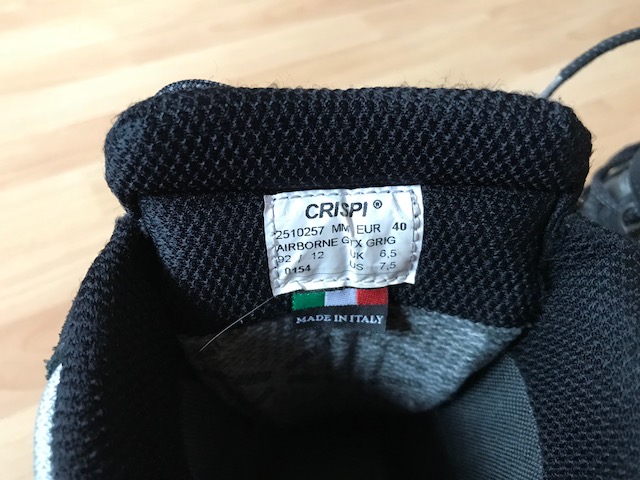 CRISPI ®
2510257 MM EUR 40
AIRBORNE GTX GRIG
02 / 12 UK 6,5
0154 US 7,5
MADE IN ITALY